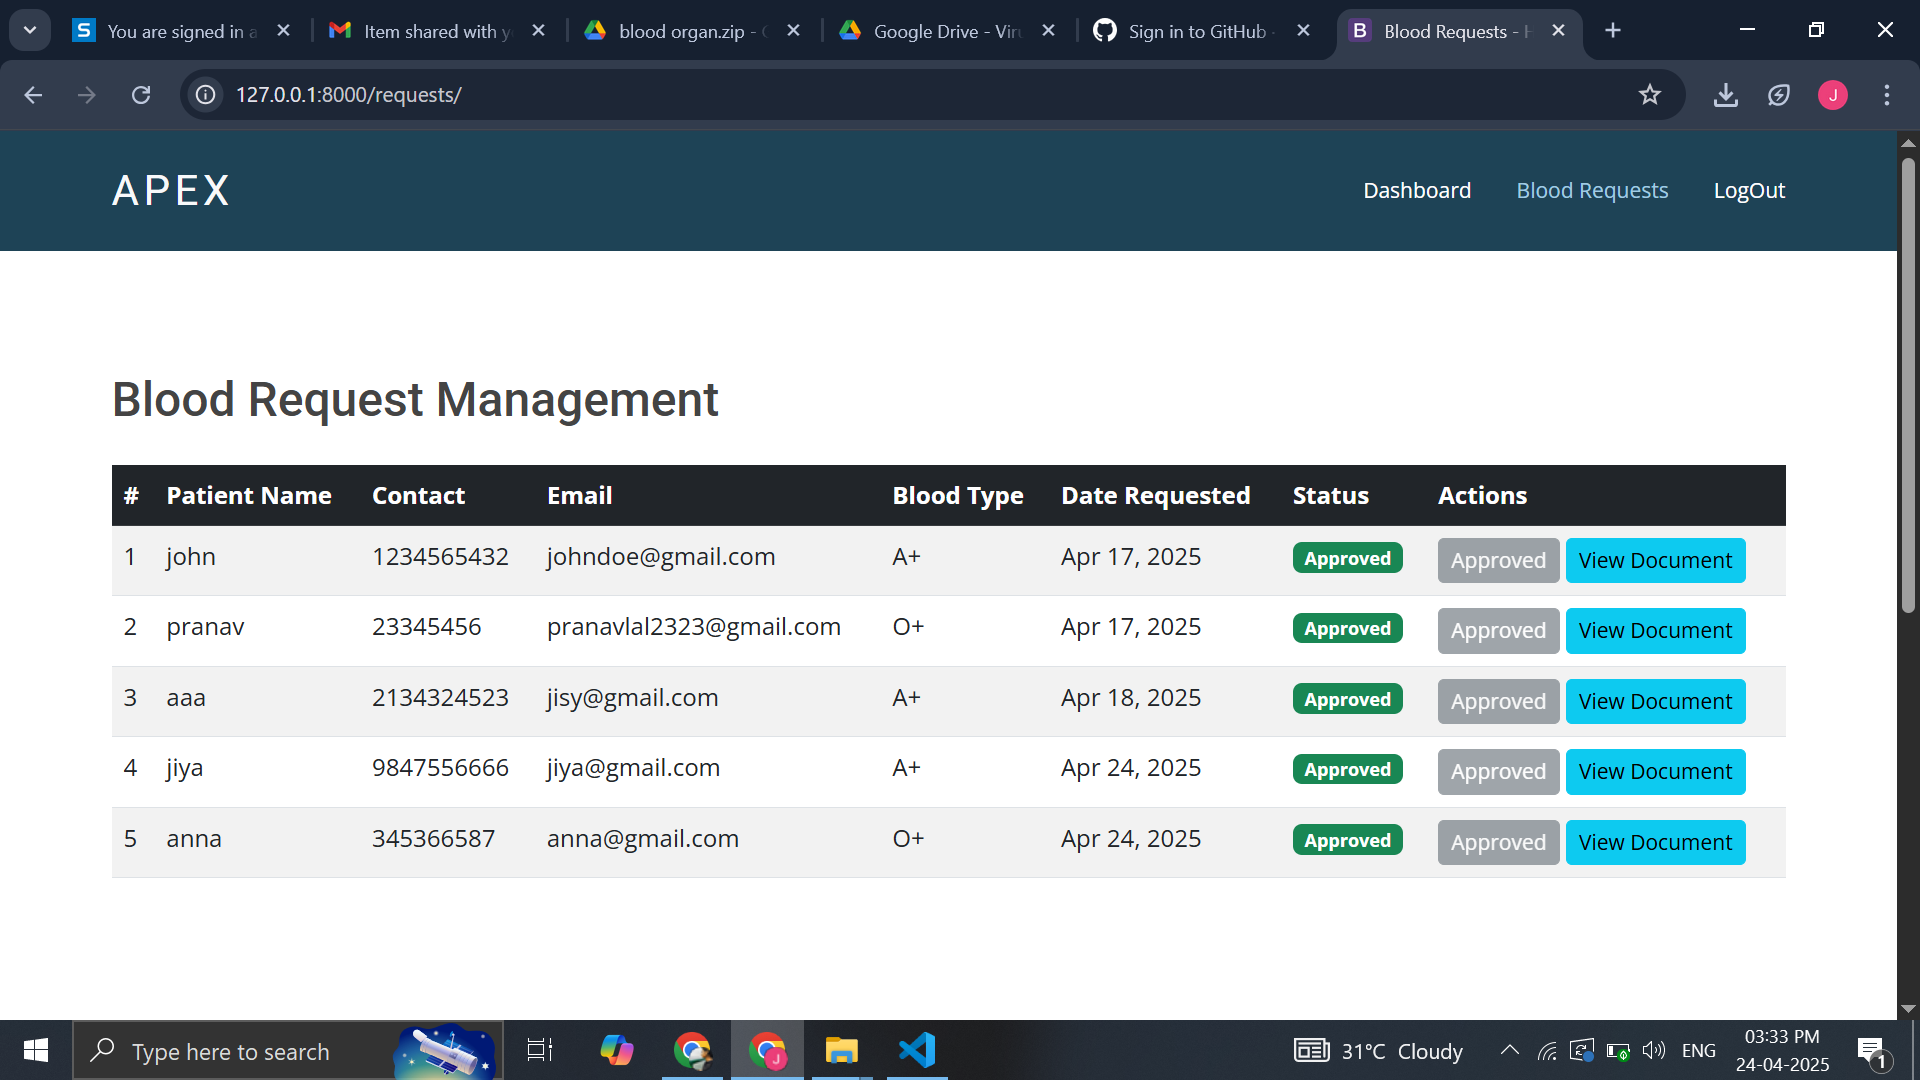 You are signed in a
Item shared with y
blood organ.zip -
Google Drive - Viru
Sign in to GitHub
Blood Requests -
127.0.0.1:8000/requests/
J
APEX
Dashboard
Blood Requests
LogOut
Blood Request Management
# Patient Name Contact Email Blood Type Date Requested Status Actions
1 john 1234565432 johndoe@gmail.com A+ Apr 17, 2025 Approved Approved View Document
2 pranav 23345456 pranavlal2323@gmail.com O+ Apr 17, 2025 Approved Approved View Document
3 aaa 2134324523 jisy@gmail.com A+ Apr 18, 2025 Approved Approved View Document
4 jiya 9847556666 jiya@gmail.com A+ Apr 24, 2025 Approved Approved View Document
5 anna 345366587 anna@gmail.com O+ Apr 24, 2025 Approved Approved View Document
Type here to search
31°C Cloudy
ENG
03:33 PM
24-04-2025
1